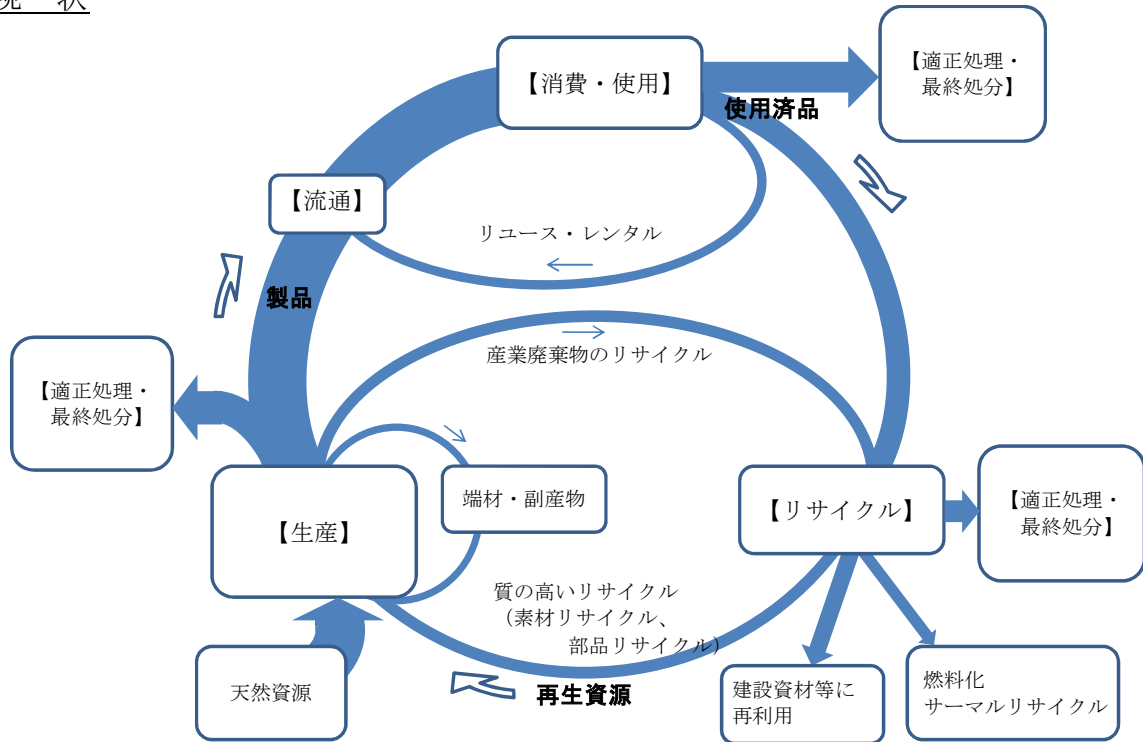 現 状
【消費・使用】
【適正処理・
最終処分】
使用済品
【流通】
リユース・レンタル
製品
産業廃棄物のリサイクル
【適正処理・
最終処分】
端材・副産物
【生産】
【リサイクル】
【適正処理・
最終処分】
質の高いリサイクル
(素材リサイクル、
部品リサイクル)
天然資源
再生資源
建設資材等に
再利用
燃料化
サーマルリサイクル